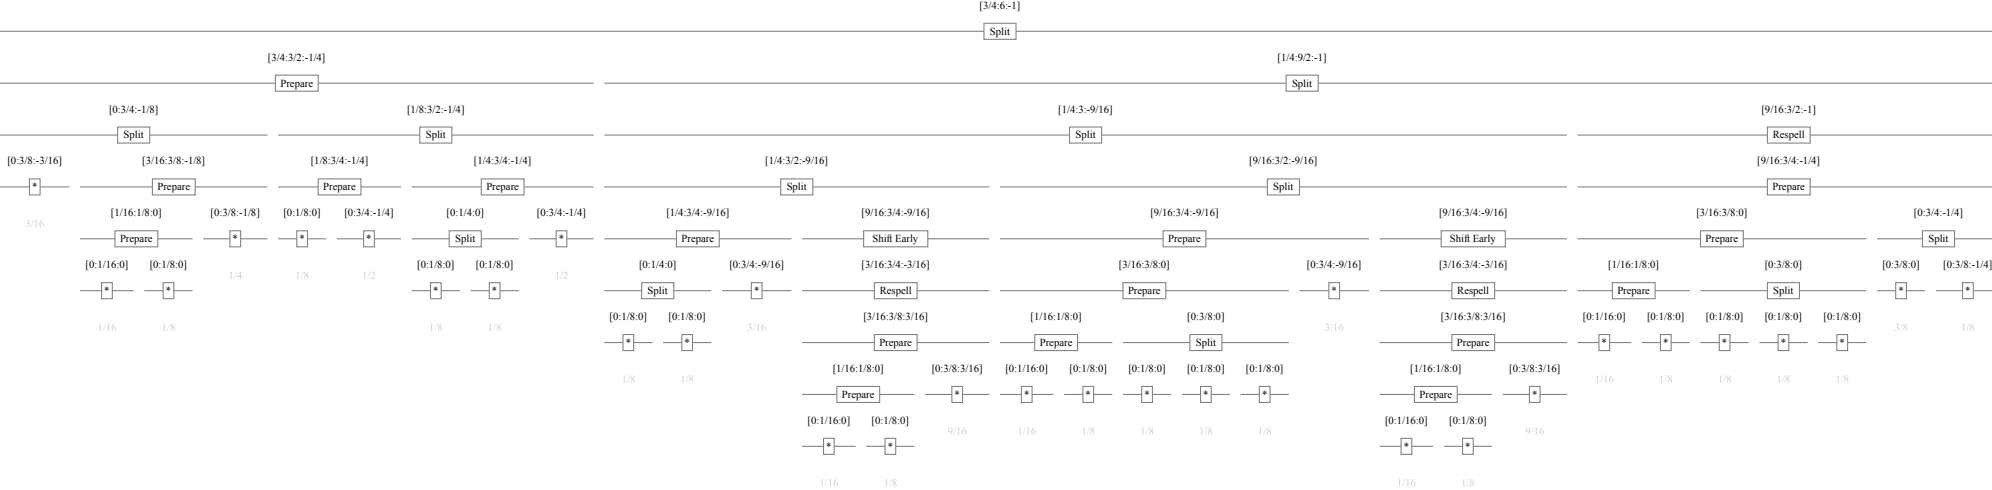 [3/4:6:-1]
Split
[3/4:3/2:-1/4] [1/4:9/2:-1]
Prepare Split
[0:3/4:-1/8] [1/8:3/2:-1/4] [1/4:3:-9/16] [9/16:3/2:-1]
Split Split Split Respell
[0:3/8:-3/16] [3/16:3/8:-1/8] [1/8:3/4:-1/4] [1/4:3/4:-1/4] [1/4:3/2:-9/16] [9/16:3/2:-9/16] [9/16:3/4:-1/4]
* Prepare Prepare Prepare Split Split Prepare
3/16 [1/16:1/8:0] [0:3/8:-1/8] [0:1/8:0] [0:3/4:-1/4] [0:1/4:0] [0:3/4:-1/4] [1/4:3/4:-9/16] [9/16:3/4:-9/16] [9/16:3/4:-9/16] [9/16:3/4:-9/16] [3/16:3/8:0] [0:3/4:-1/4]
Prepare * * * Split * Prepare Shift Early Prepare Shift Early Prepare Split
[0:1/16:0] [0:1/8:0] 1/4 1/8 1/2 [0:1/8:0] [0:1/8:0] 1/2 [0:1/4:0] [0:3/4:-9/16] [3/16:3/4:-3/16] [3/16:3/8:0] [0:3/4:-9/16] [3/16:3/4:-3/16] [1/16:1/8:0] [0:3/8:0] [0:3/8:0] [0:3/8:-1/4]
* * * * Split * Respell Prepare * Respell Prepare Split * *
1/16 1/8 1/8 1/8 [0:1/8:0] [0:1/8:0] 3/16 [3/16:3/8:3/16] [1/16:1/8:0] [0:3/8:0] 3/16 [3/16:3/8:3/16] [0:1/16:0] [0:1/8:0] [0:1/8:0] [0:1/8:0] [0:1/8:0] 3/8 1/8
* * Prepare Prepare Split Prepare * * * * *
1/8 1/8 [1/16:1/8:0] [0:3/8:3/16] [0:1/16:0] [0:1/8:0] [0:1/8:0] [0:1/8:0] [0:1/8:0] [1/16:1/8:0] [0:3/8:3/16] 1/16 1/8 1/8 1/8 1/8
Prepare * * * * * * Prepare *
[0:1/16:0] [0:1/8:0] 9/16 1/16 1/8 1/8 1/8 1/8 [0:1/16:0] [0:1/8:0] 9/16
* * * *
1/16 1/8 1/16 1/8